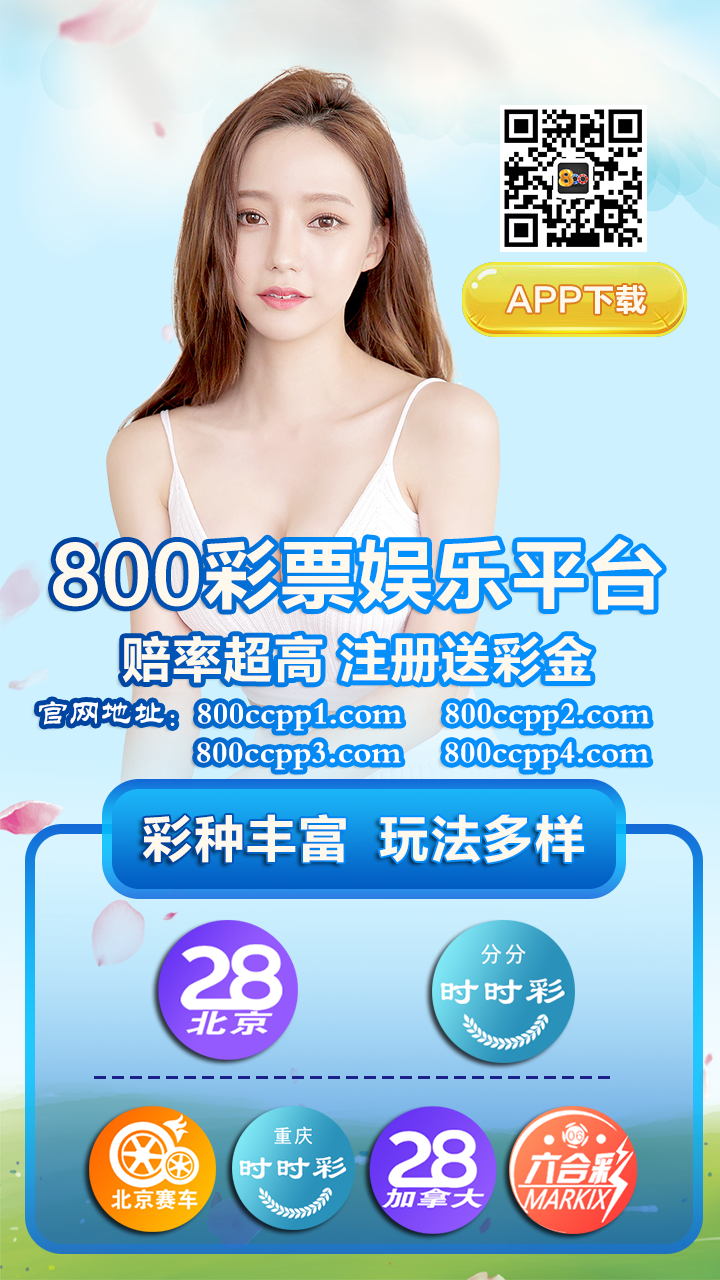 800
APP下载
800彩票娱乐平台
赔率超高 注册送彩金
官网地址：800ccpp1.com 800ccpp2.com
800ccpp3.com 800ccpp4.com
彩种丰富 玩法多样
28
北京
分分
时时彩
北京赛车
重庆
时时彩
28
加拿大
06
六合彩
MARKIX